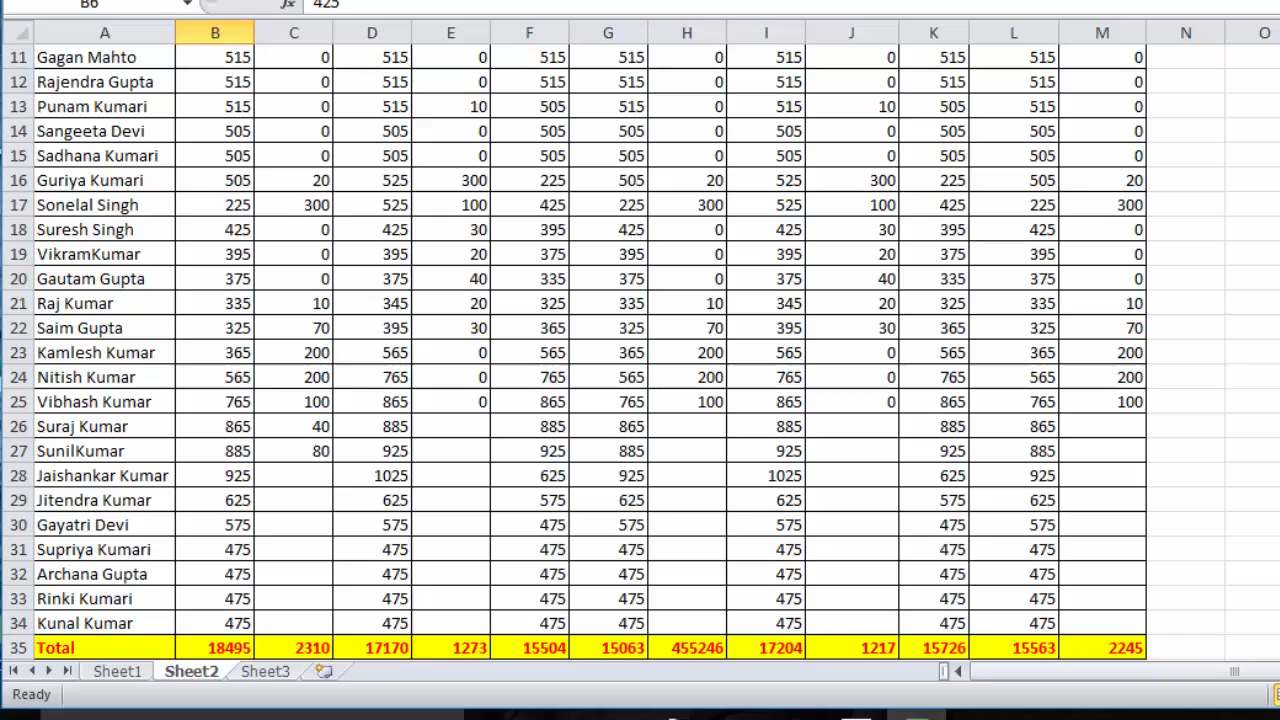 B6 fx 425
A B C D E F G H I J K L M N O
11 Gagan Mahto 515 0 515 0 515 515 0 515 0 515 515 0
12 Rajendra Gupta 515 0 515 0 515 515 0 515 0 515 515 0
13 Punam Kumari 515 0 515 10 505 515 0 515 10 505 515 0
14 Sangeeta Devi 505 0 505 0 505 505 0 505 0 505 505 0
15 Sadhana Kumari 505 0 505 0 505 505 0 505 0 505 505 0
16 Guriya Kumari 505 20 525 300 225 505 20 525 300 225 505 20
17 Sonelal Singh 225 300 525 100 425 225 300 525 100 425 225 300
18 Suresh Singh 425 0 425 30 395 425 0 425 30 395 425 0
19 VikramKumar 395 0 395 20 375 395 0 395 20 375 395 0
20 Gautam Gupta 375 0 375 40 335 375 0 375 40 335 375 0
21 Raj Kumar 335 10 345 20 325 335 10 345 20 325 335 10
22 Saim Gupta 325 70 395 30 365 325 70 395 30 365 325 70
23 Kamlesh Kumar 365 200 565 0 565 365 200 565 0 565 365 200
24 Nitish Kumar 565 200 765 0 765 565 200 765 0 765 565 200
25 Vibhash Kumar 765 100 865 0 865 765 100 865 0 865 765 100
26 Suraj Kumar 865 40 885 885 865 885 885 865
27 SunilKumar 885 80 925 925 885 925 925 885
28 Jaishankar Kumar 925 1025 625 925 1025 625 925
29 Jitendra Kumar 625 625 575 625 625 575 625
30 Gayatri Devi 575 575 475 575 575 475 575
31 Supriya Kumari 475 475 475 475 475 475 475
32 Archana Gupta 475 475 475 475 475 475 475
33 Rinki Kumari 475 475 475 475 475 475 475
34 Kunal Kumar 475 475 475 475 475 475 475
35 Total 18495 2310 17170 1273 15504 15063 455246 17204 1217 15726 15563 2245
Sheet1 Sheet2 Sheet3
Ready